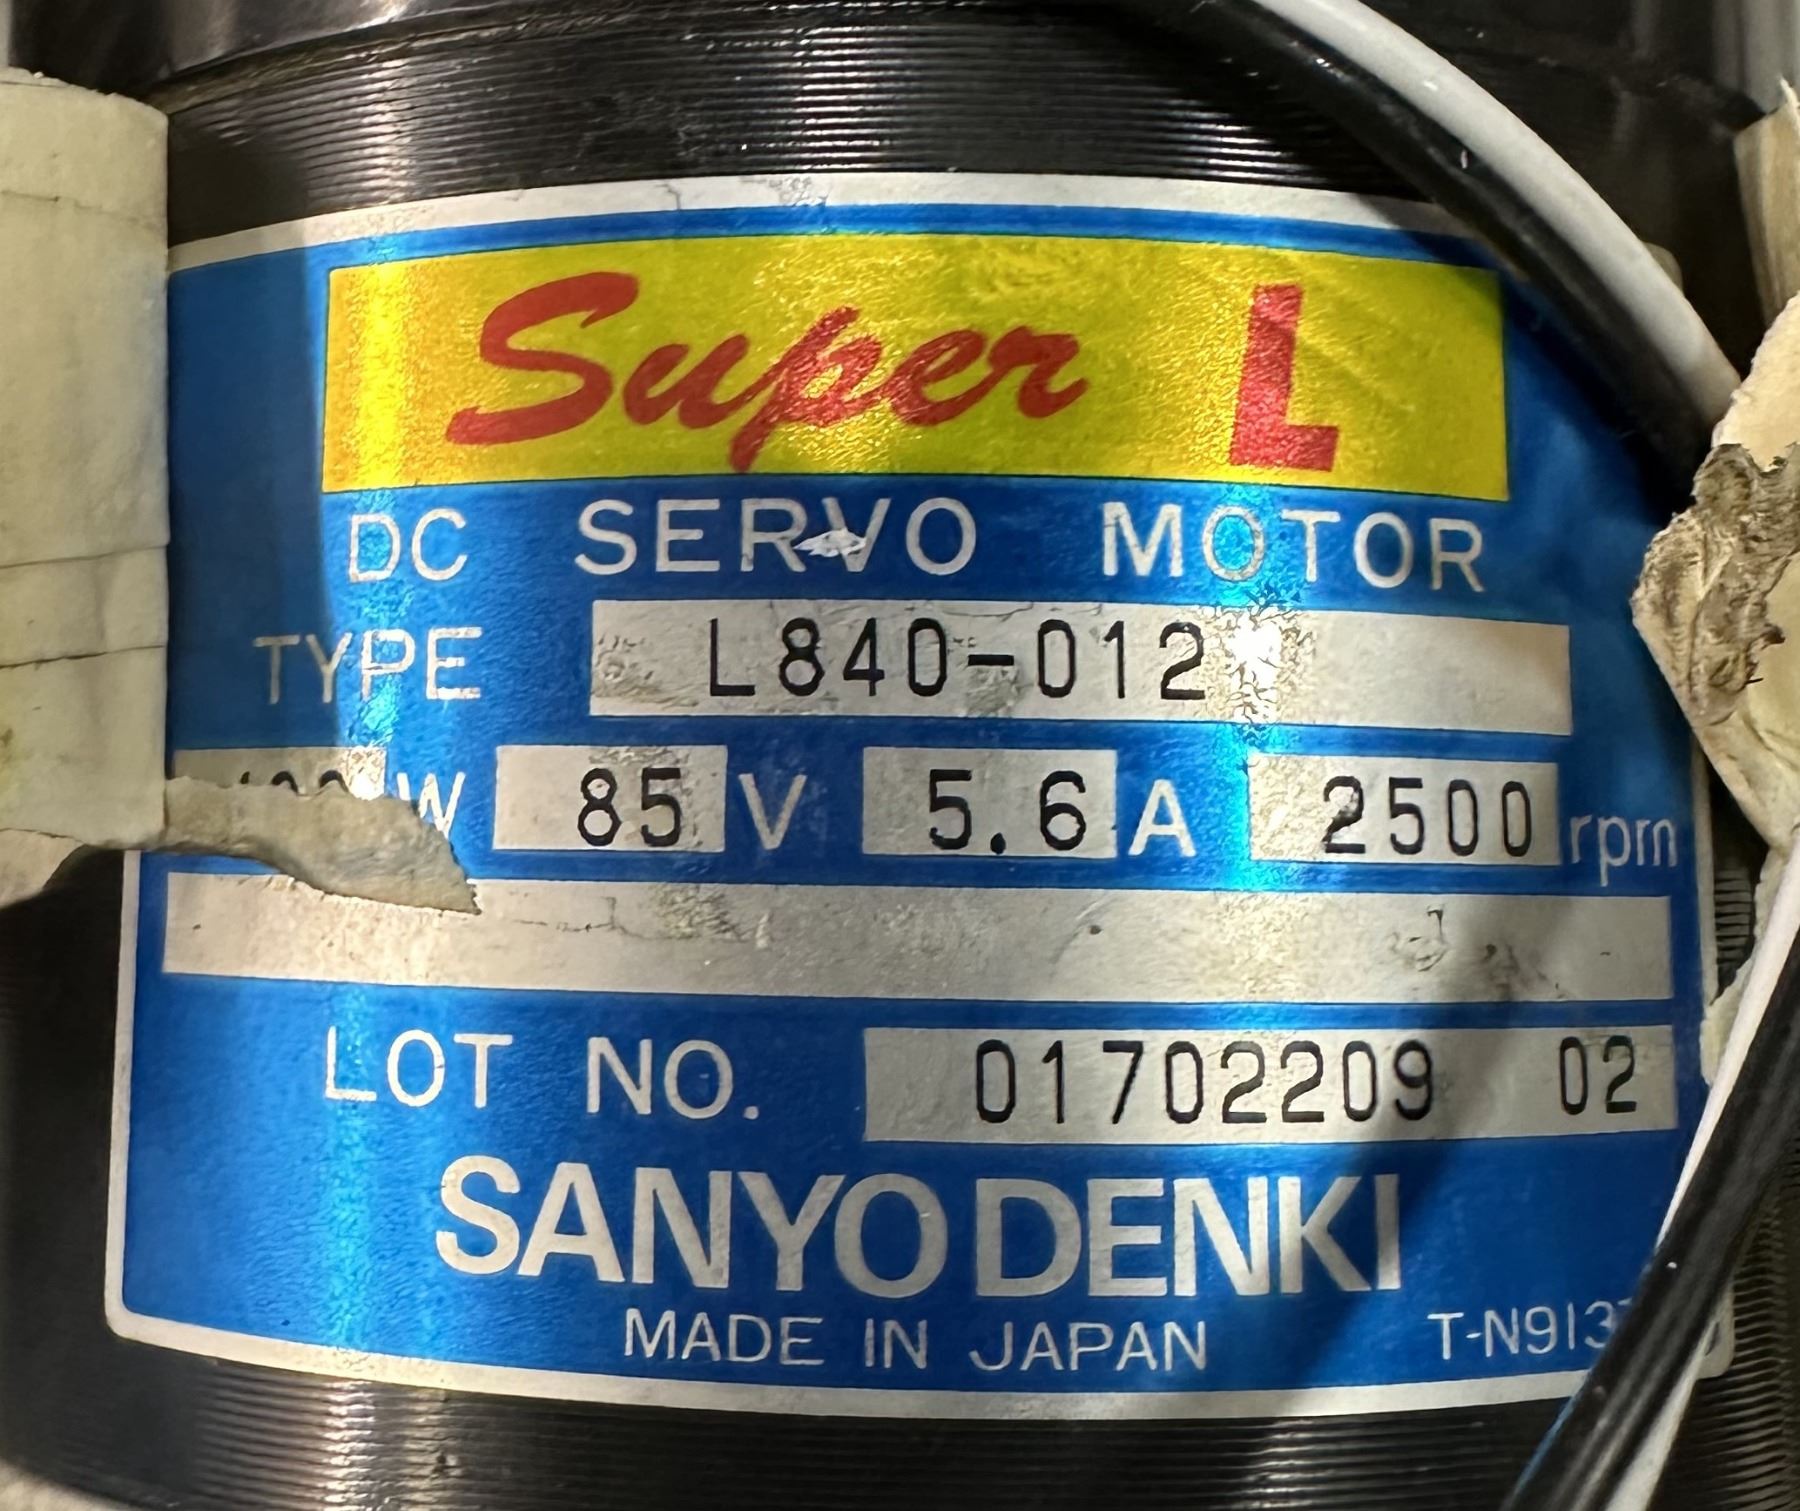 Super L
DC SERVO MOTOR
TYPE L840-012
W 85 V 5.6 A 2500 rpm
LOT NO. 01702209 02
SANYO DENKI
MADE IN JAPAN